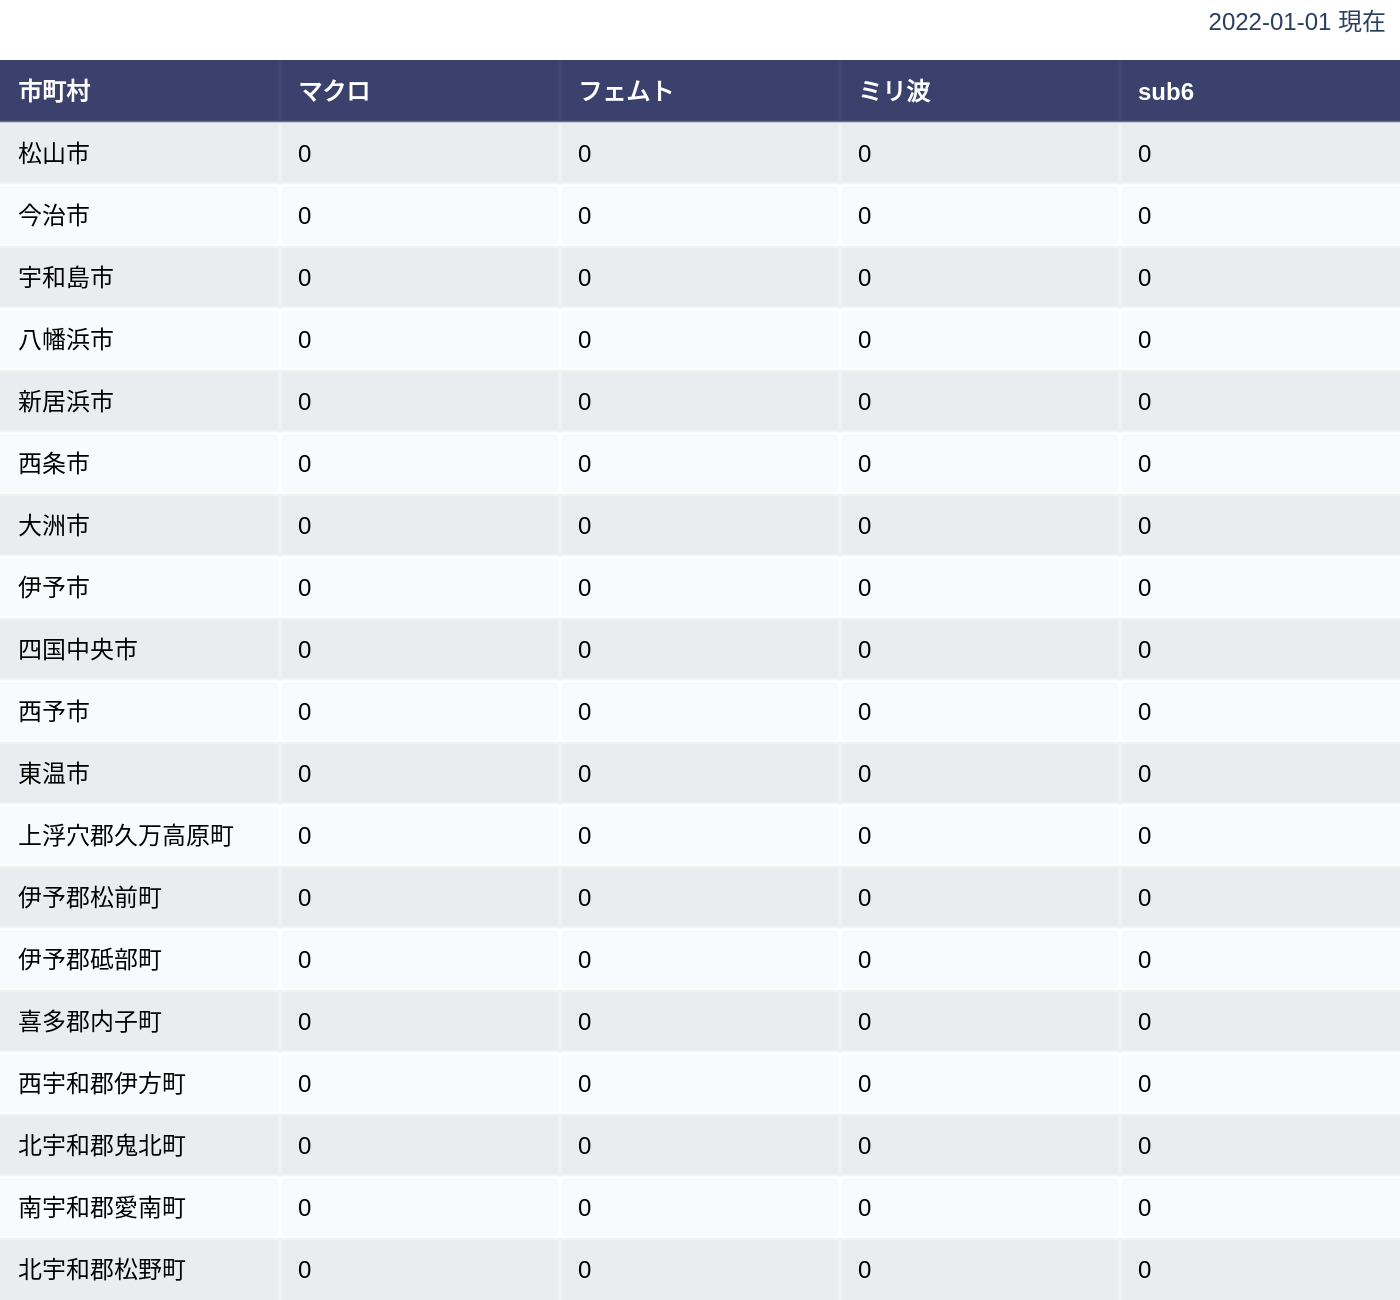 2022-01-01 現在
市町村 マクロ フェムト ミリ波 sub6
松山市 0 0 0 0
今治市 0 0 0 0
宇和島市 0 0 0 0
八幡浜市 0 0 0 0
新居浜市 0 0 0 0
西条市 0 0 0 0
大洲市 0 0 0 0
伊予市 0 0 0 0
四国中央市 0 0 0 0
西予市 0 0 0 0
東温市 0 0 0 0
上浮穴郡久万高原町 0 0 0 0
伊予郡松前町 0 0 0 0
伊予郡砥部町 0 0 0 0
喜多郡内子町 0 0 0 0
西宇和郡伊方町 0 0 0 0
北宇和郡鬼北町 0 0 0 0
南宇和郡愛南町 0 0 0 0
北宇和郡松野町 0 0 0 0